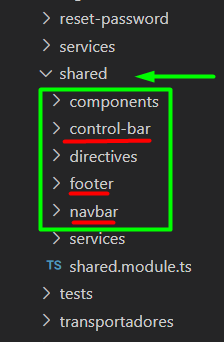 reset-password
services
shared
components
control-bar
directives
footer
navbar
services
TS shared.module.ts
tests
transportadores